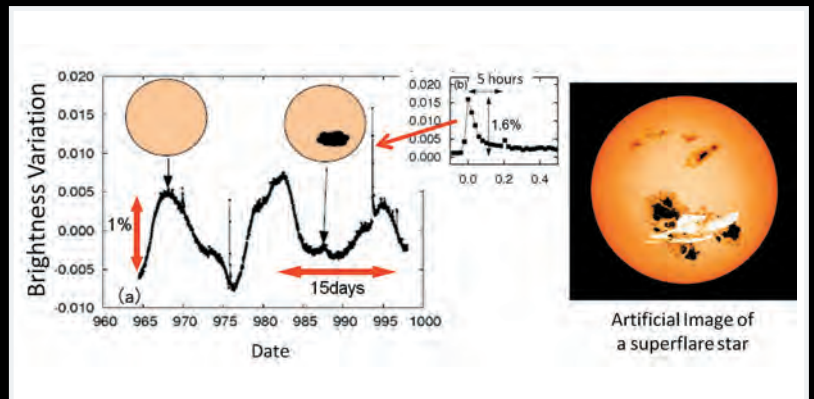 Brightness Variation
0.020
0.015
0.010
0.005
0.000
-0.005
-0.010
1%
(a)
15days
960 965 970 975 980 985 990 995 1000
Date
(b)
5 hours
0.020
0.015
0.010
0.005
0.000
1.6%
0.0 0.2 0.4
Artificial Image of
a superflare star